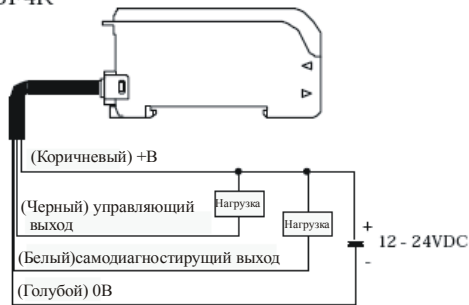 (Коричневый) +В
(Черный) управляющий
выход
Нагрузка
Нагрузка
(Белый)самодиагностирущий выход
(Голубой) 0В
+
12 - 24VDC
-